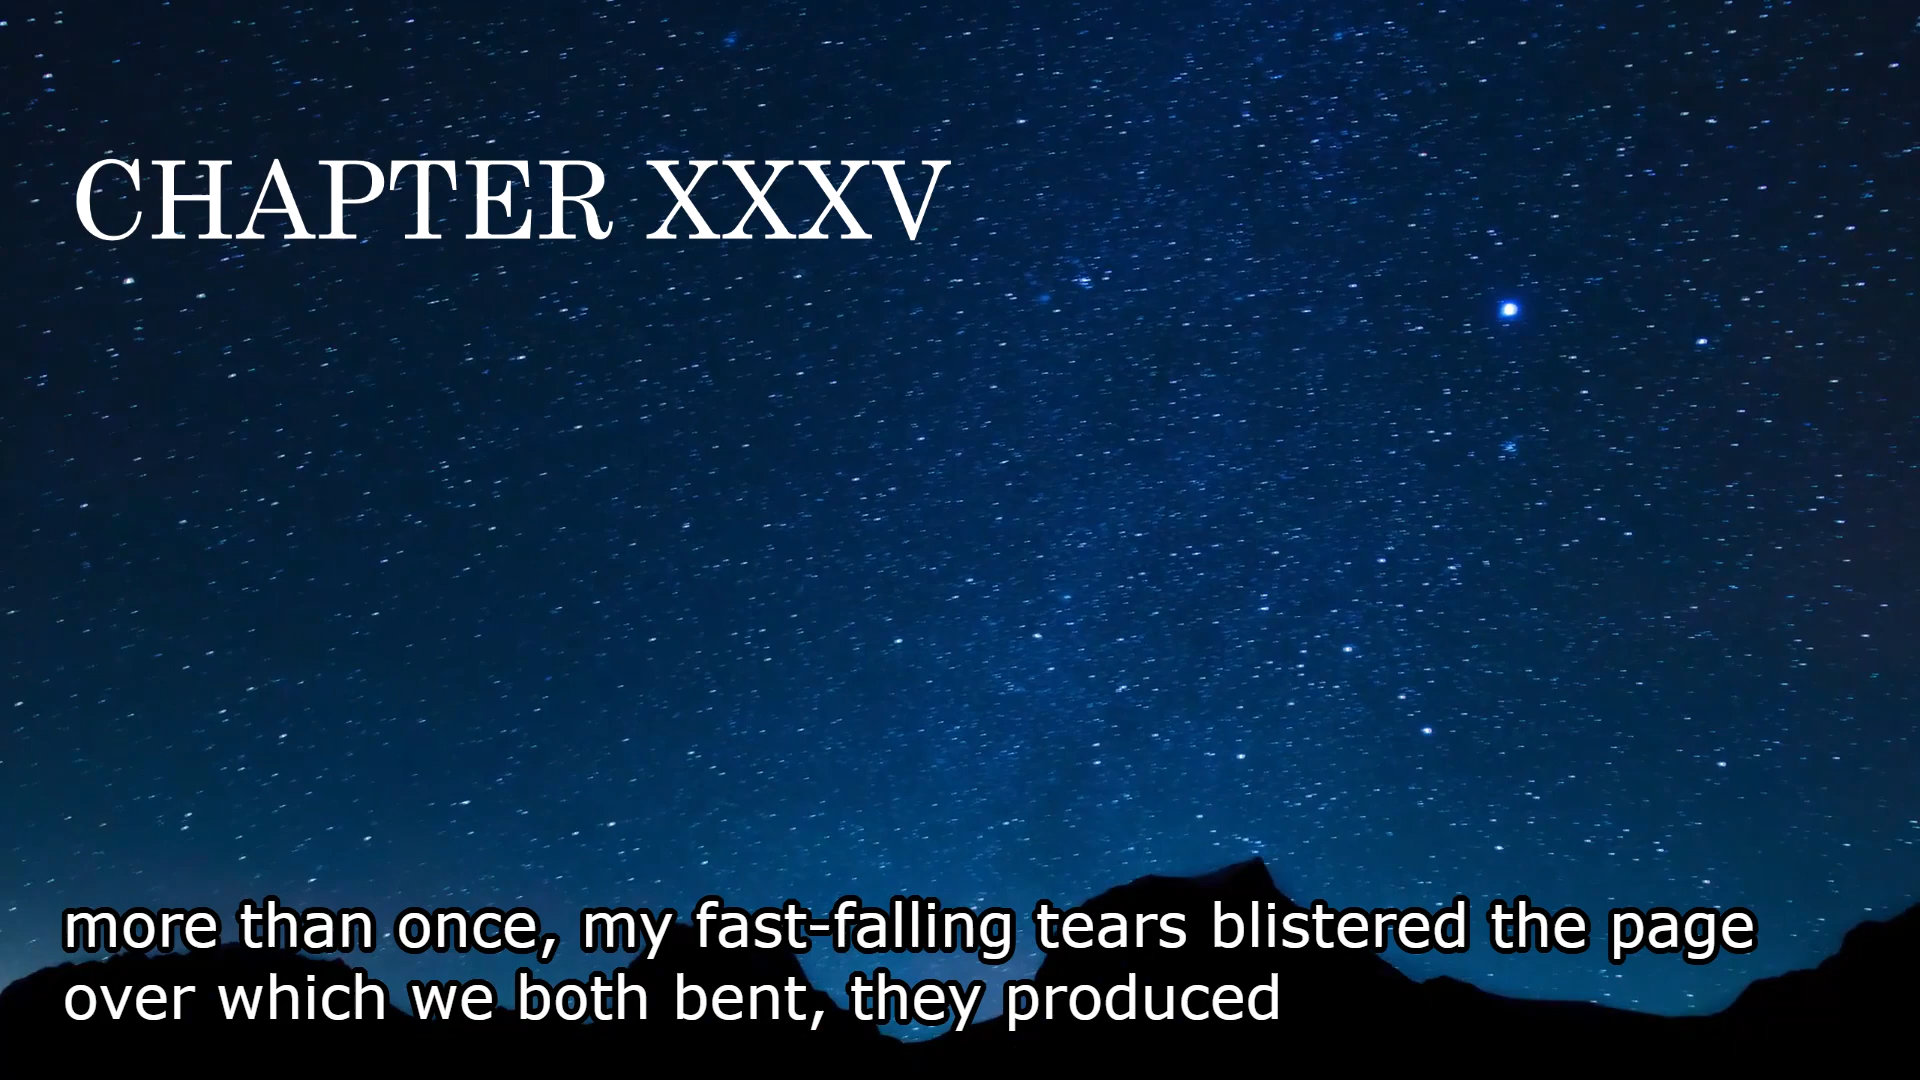 CHAPTER XXXV
more than once, my fast-falling tears blistered the page
over which we both bent, they produced